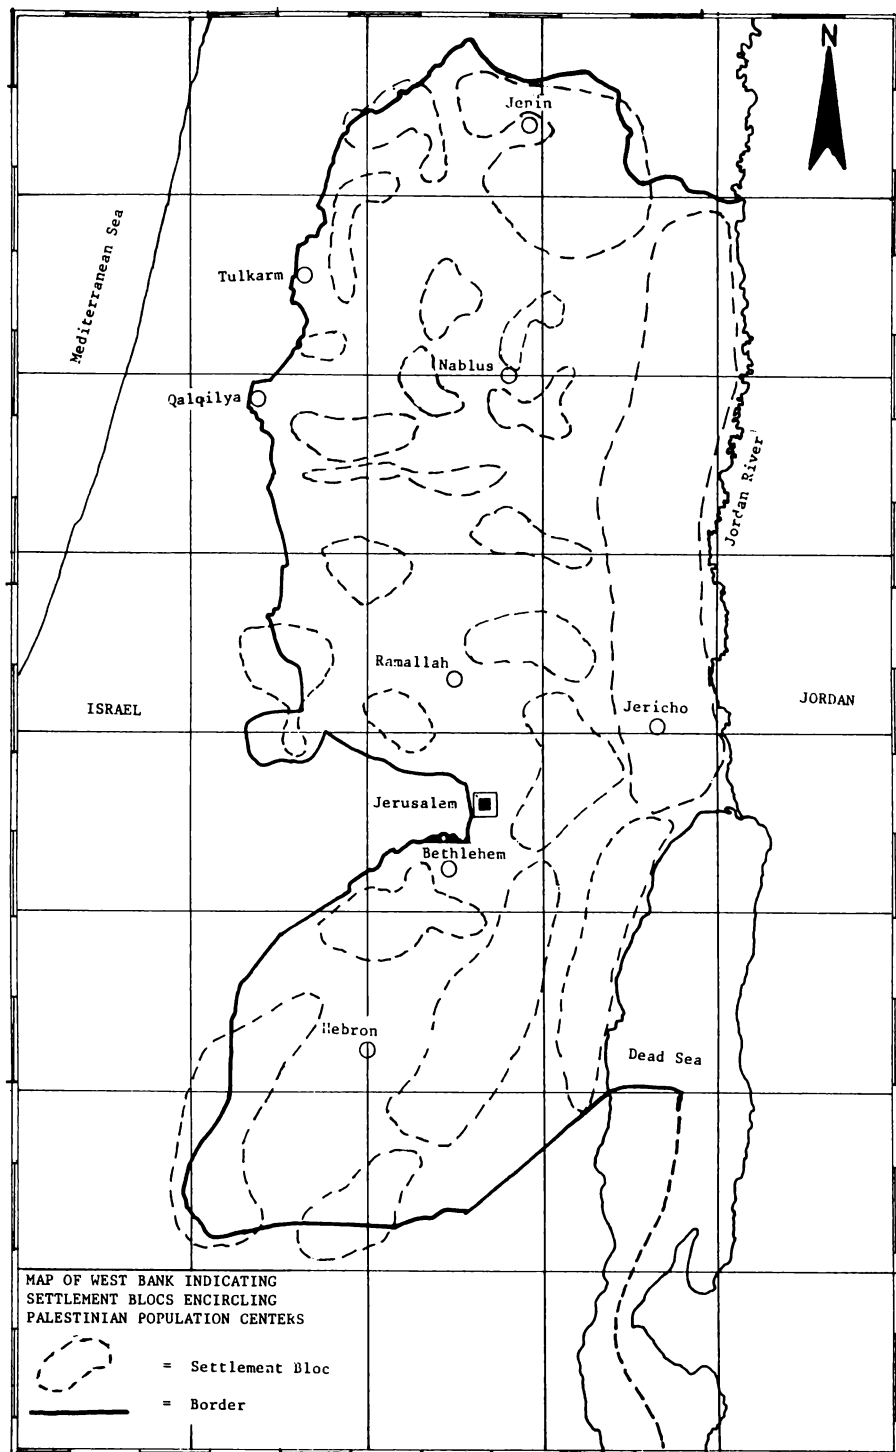 N
Jenin
Mediterranean Sea
Tulkarm
Nablus
Qalqilya
Jordan River
Ramallah
ISRAEL
Jericho
JORDAN
Jerusalem
Bethlehem
Hebron
Dead Sea
MAP OF WEST BANK INDICATING
SETTLEMENT BLOCS ENCIRCLING
PALESTINIAN POPULATION CENTERS
= Settlement Bloc
= Border